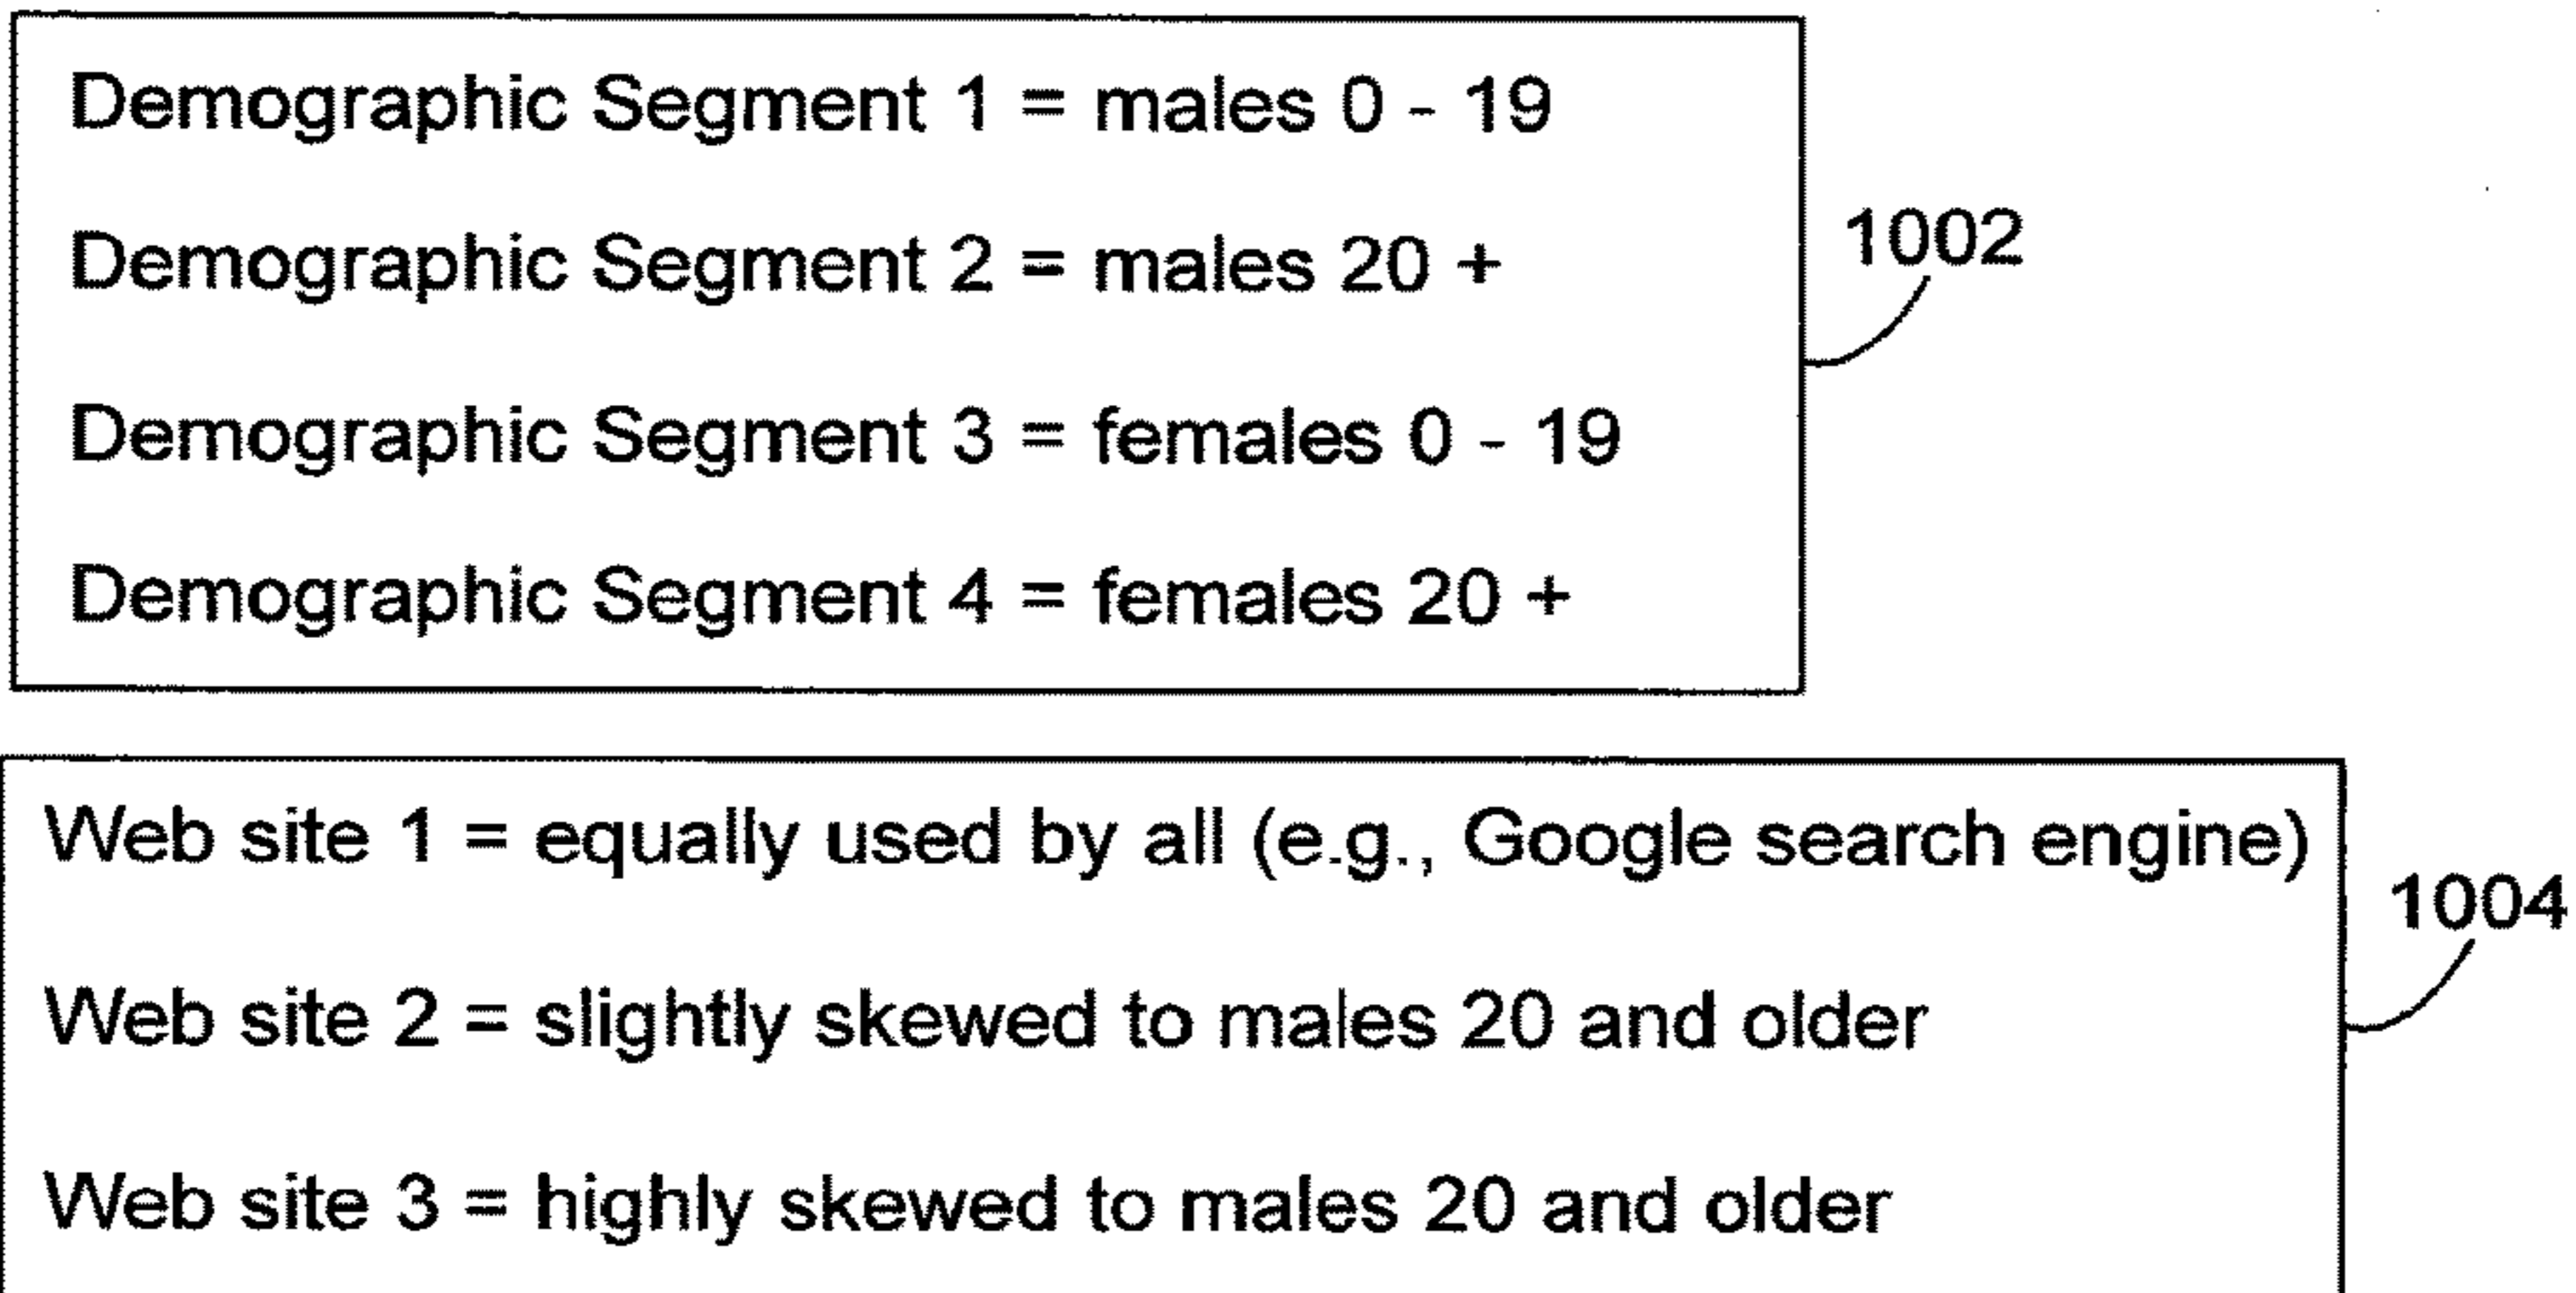 Demographic Segment 1 = males 0 - 19
Demographic Segment 2 = males 20 +
1002
Demographic Segment 3 = females 0 - 19
Demographic Segment 4 = females 20 +
Web site 1 = equally used by all (e.g., Google search engine)
1004
Web site 2 = slightly skewed to males 20 and older
Web site 3 = highly skewed to males 20 and older